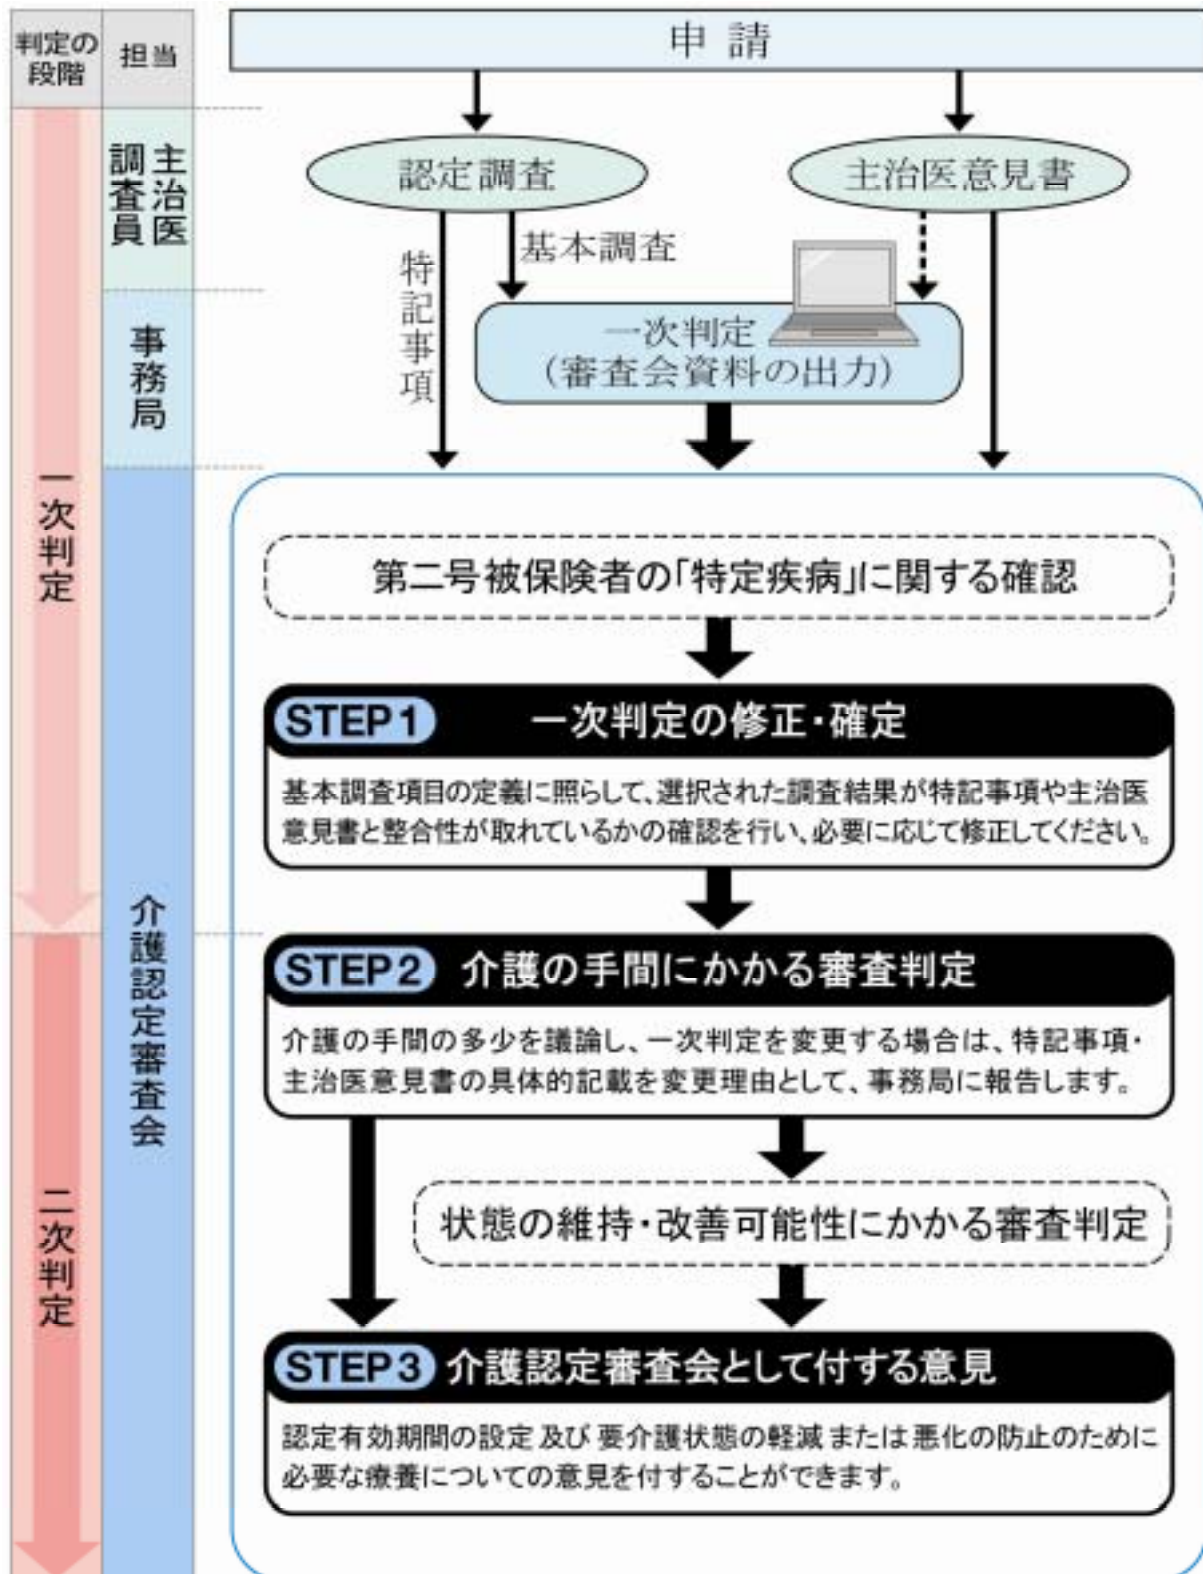 判定の
段階
担当
申請
主治医
調査員
認定調査
主治医意見書
特記事項
基本調査
事務局
一次判定
(審査会資料の出力)
一次判定
第二号被保険者の「特定疾病」に関する確認
STEP1 一次判定の修正・確定
基本調査項目の定義に照らして、選択された調査結果が特記事項や主治医
意見書と整合性が取れているかの確認を行い、必要に応じて修正してください。
介護認定審査会
STEP2 介護の手間にかかる審査判定
介護の手間の多少を議論し、一次判定を変更する場合は、特記事項・
主治医意見書の具体的記載を変更理由として、事務局に報告します。
二次判定
状態の維持・改善可能性にかかる審査判定
STEP3 介護認定審査会として付する意見
認定有効期間の設定及び要介護状態の軽減または悪化の防止のために
必要な療養についての意見を付することができます。